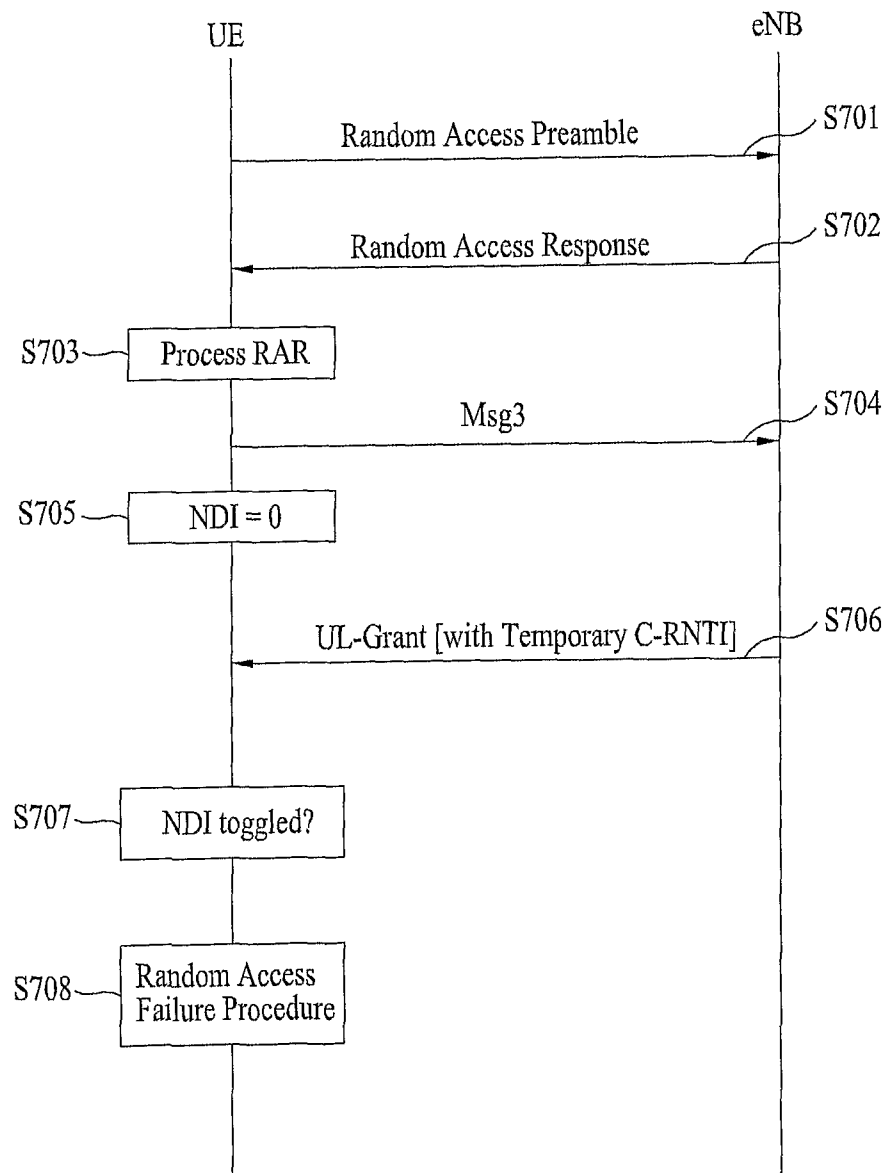 UE
eNB
S701
Random Access Preamble
S702
Random Access Response
S703
Process RAR
S704
Msg3
S705
NDI = 0
S706
UL-Grant [with Temporary C-RNTI]
S707
NDI toggled?
S708
Random Access
Failure Procedure